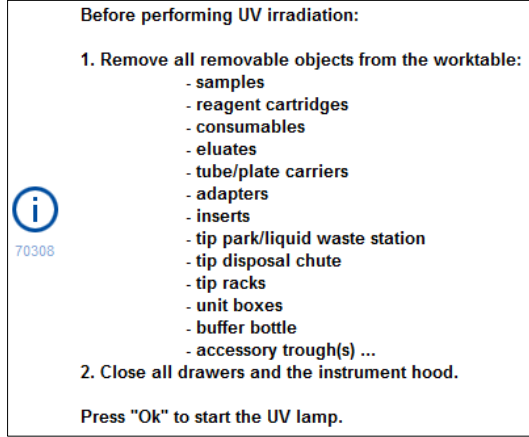 Before performing UV irradiation:
1. Remove all removable objects from the worktable:
- samples
- reagent cartridges
- consumables
- eluates
- tube/plate carriers
- adapters
- inserts
- tip park/liquid waste station
- tip disposal chute
- tip racks
- unit boxes
- buffer bottle
- accessory trough(s) ...
2. Close all drawers and the instrument hood.
Press "Ok" to start the UV lamp.
i
70308